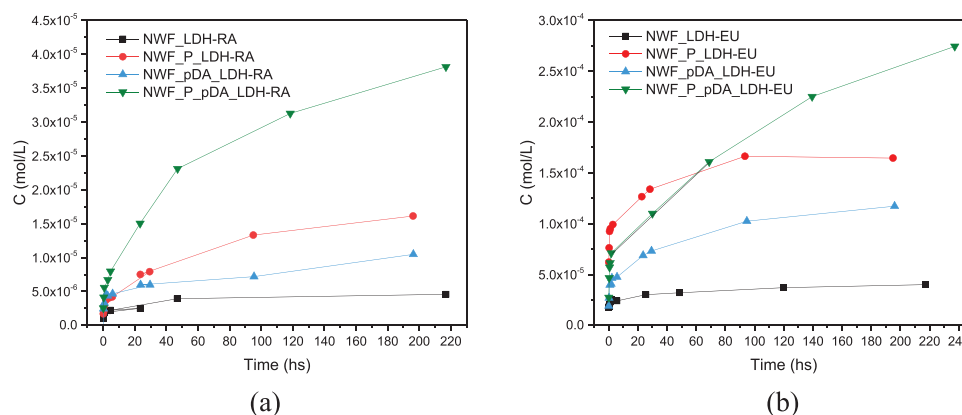 4.5x10⁻⁵
4.0x10⁻⁵
3.5x10⁻⁵
3.0x10⁻⁵
2.5x10⁻⁵
2.0x10⁻⁵
1.5x10⁻⁵
1.0x10⁻⁵
5.0x10⁻⁶
0.0
C (mol/L)
NWF_LDH-RA
NWF_P_LDH-RA
NWF_pDA_LDH-RA
NWF_P_pDA_LDH-RA
0 20 40 60 80 100 120 140 160 180 200 220
Time (hs)
(a)
3.0x10⁻⁴
2.5x10⁻⁴
2.0x10⁻⁴
1.5x10⁻⁴
1.0x10⁻⁴
5.0x10⁻⁵
0.0
C (mol/L)
NWF_LDH-EU
NWF_P_LDH-EU
NWF_pDA_LDH-EU
NWF_P_pDA_LDH-EU
0 20 40 60 80 100 120 140 160 180 200 220 24
Time (hs)
(b)